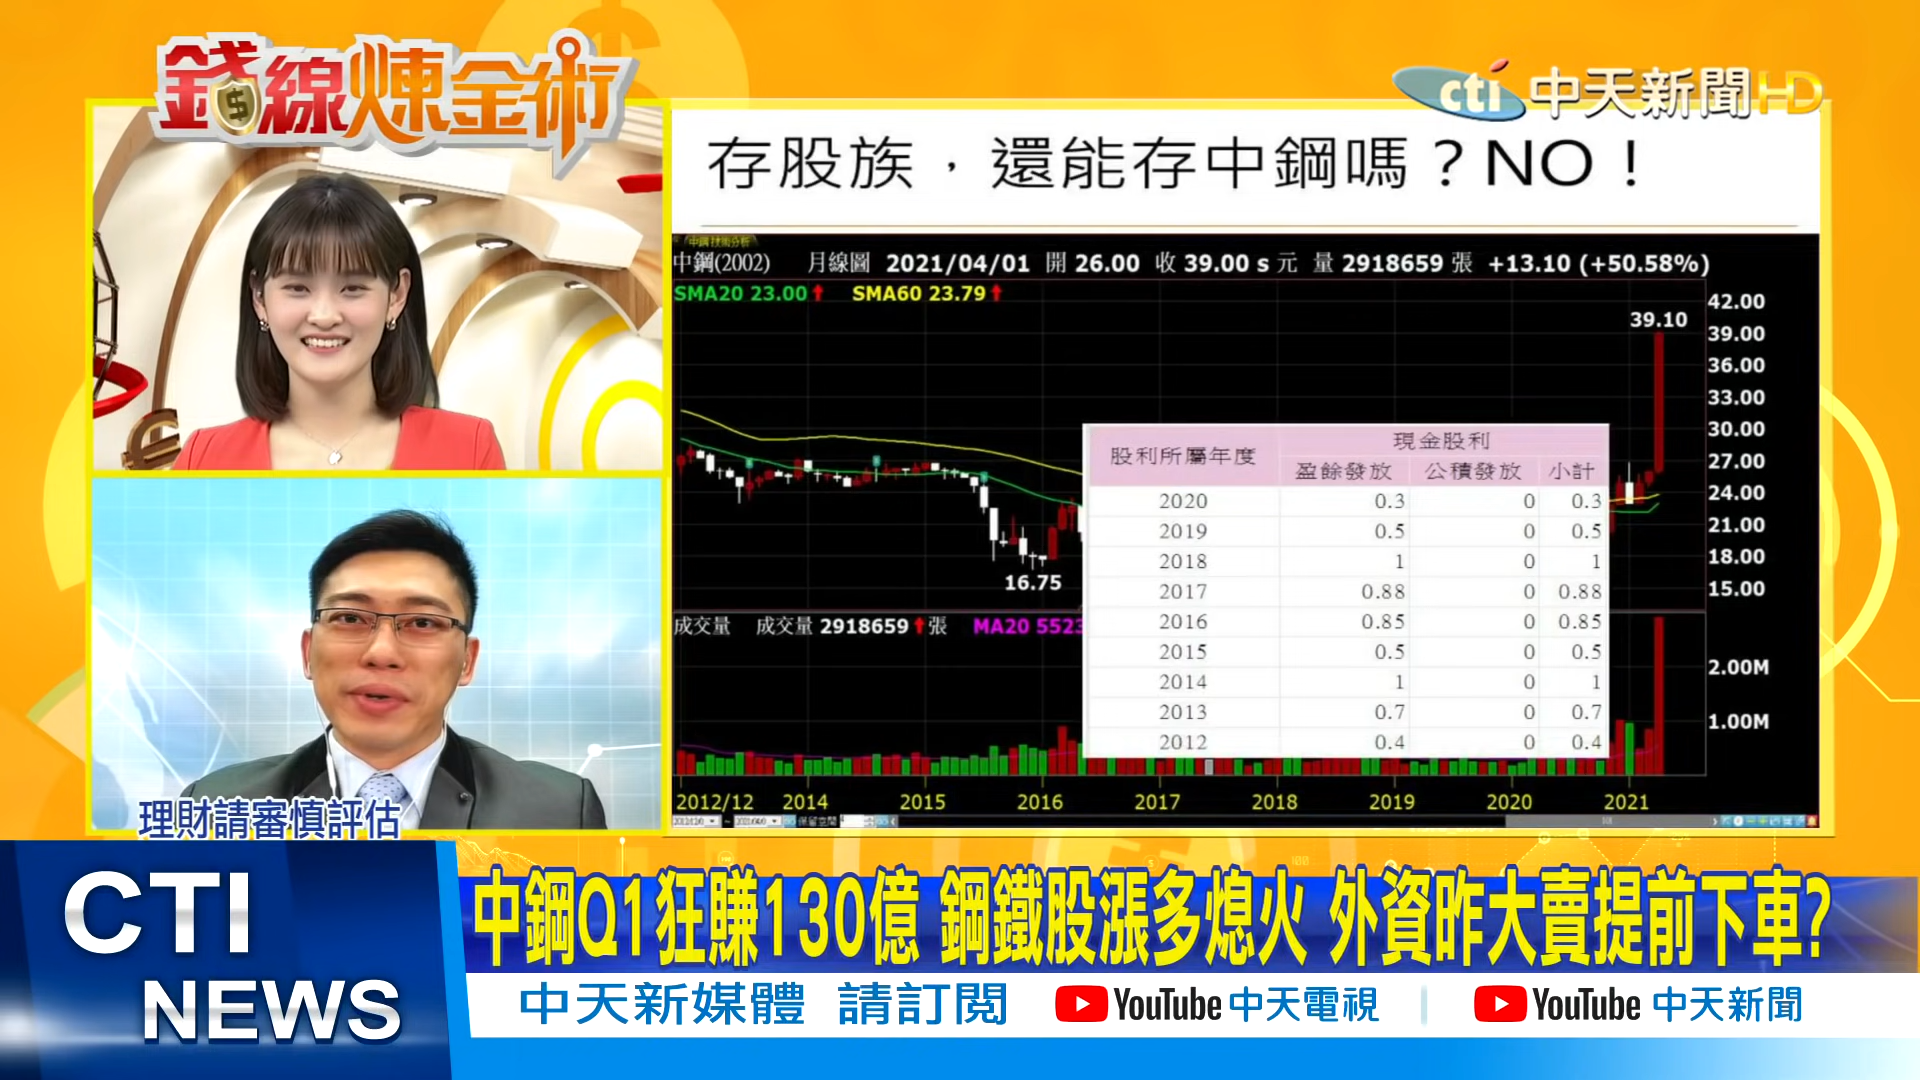 錢線煉金術
cti 中天新聞HD
存股族，還能存中鋼嗎？NO！
中鋼技術分析
中鋼(2002) 月線圖 2021/04/01 開 26.00 收 39.00 s 元 量 2918659 張 +13.10 (+50.58%)
SMA20 23.00↑ SMA60 23.79↑
39.10
42.00
39.00
36.00
33.00
30.00
27.00
24.00
21.00
18.00
15.00
16.75
股利所屬年度 現金股利
盈餘發放 公積發放 小計
2020 0.3 0 0.3
2019 0.5 0 0.5
2018 1 0 1
2017 0.88 0 0.88
2016 0.85 0 0.85
2015 0.5 0 0.5
2014 1 0 1
2013 0.7 0 0.7
2012 0.4 0 0.4
成交量 成交量 2918659↑張 MA20 5523
2.00M
1.00M
2012/12 2014 2015 2016 2017 2018 2019 2020 2021
理財請審慎評估
CTI
NEWS
中鋼Q1狂賺130億 鋼鐵股漲多熄火 外資昨大賣提前下車?
中天新媒體 請訂閱 YouTube 中天電視 | YouTube 中天新聞